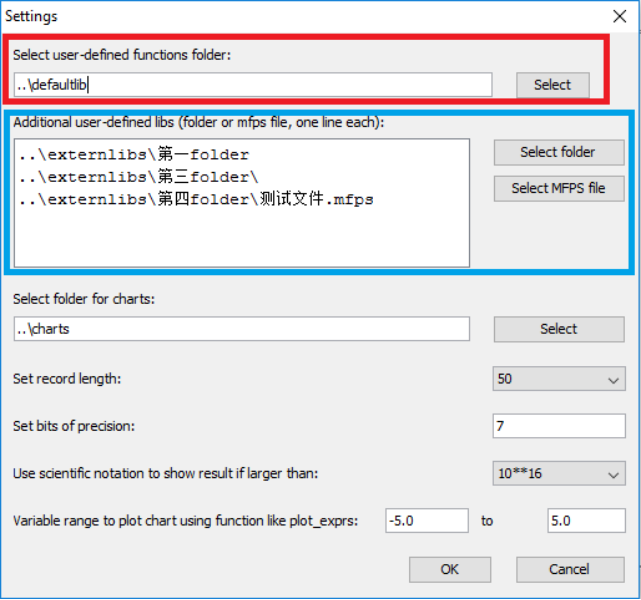 Settings
Select user-defined functions folder:
..\defaultlib
Select
Additional user-defined libs (folder or mfps file, one line each):
..\externlibs\第一folder
..\externlibs\第三folder\
..\externlibs\第四folder\测试文件.mfps
Select folder
Select MFPS file
Select folder for charts:
..\charts
Select
Set record length:
50
Set bits of precision:
7
Use scientific notation to show result if larger than:
10**16
Variable range to plot chart using function like plot_exprs:
-5.0
to
5.0
OK
Cancel